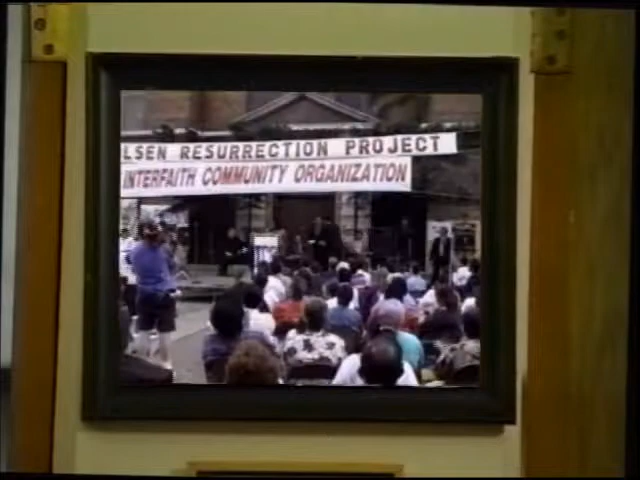 LSEN RESURRECTION PROJECT
INTERFAITH COMMUNITY ORGANIZATION